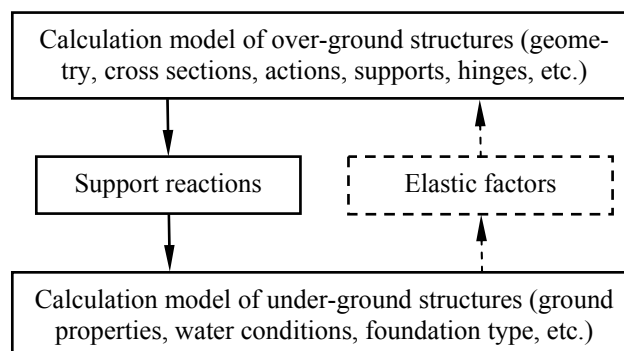 Calculation model of over-ground structures (geome-
try, cross sections, actions, supports, hinges, etc.)
Support reactions
Elastic factors
Calculation model of under-ground structures (ground
properties, water conditions, foundation type, etc.)